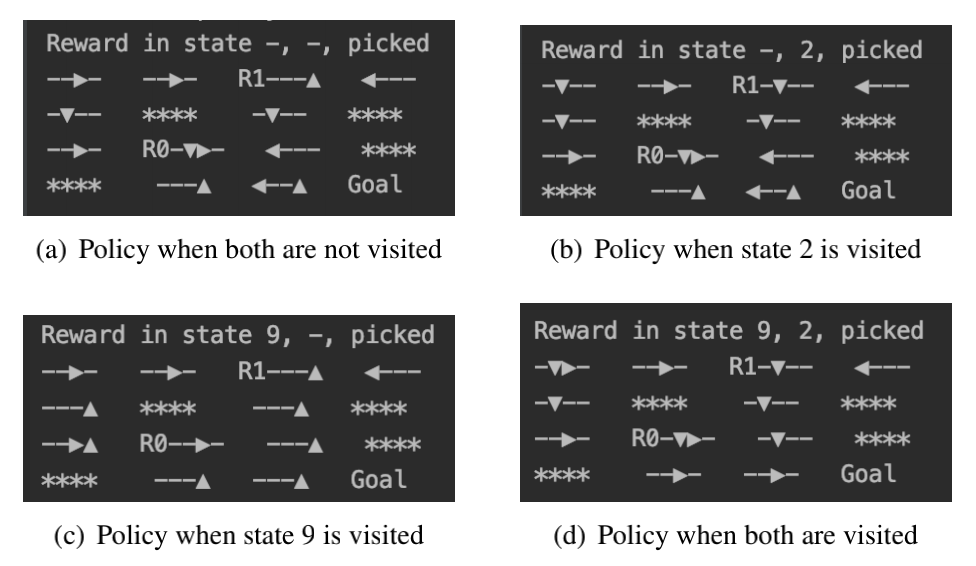 Reward in state -, -, picked
--►- --►- R1---▲ ◄---
-▼-- **** -▼-- ****
--►- R0-▼►- ◄--- ****
**** ---▲ ◄--▲ Goal
(a) Policy when both are not visited
Reward in state -, 2, picked
-▼-- --►- R1-▼-- ◄---
-▼-- **** -▼-- ****
--►- R0-▼►- ◄--- ****
**** ---▲ ◄--▲ Goal
(b) Policy when state 2 is visited
Reward in state 9, -, picked
--►- --►- R1---▲ ◄---
---▲ **** ---▲ ****
--►▲ R0--►- ---▲ ****
**** ---▲ ---▲ Goal
(c) Policy when state 9 is visited
Reward in state 9, 2, picked
-▼►- --►- R1-▼-- ◄---
-▼-- **** -▼-- ****
--►- R0-▼►- -▼-- ****
**** --►- --►- Goal
(d) Policy when both are visited